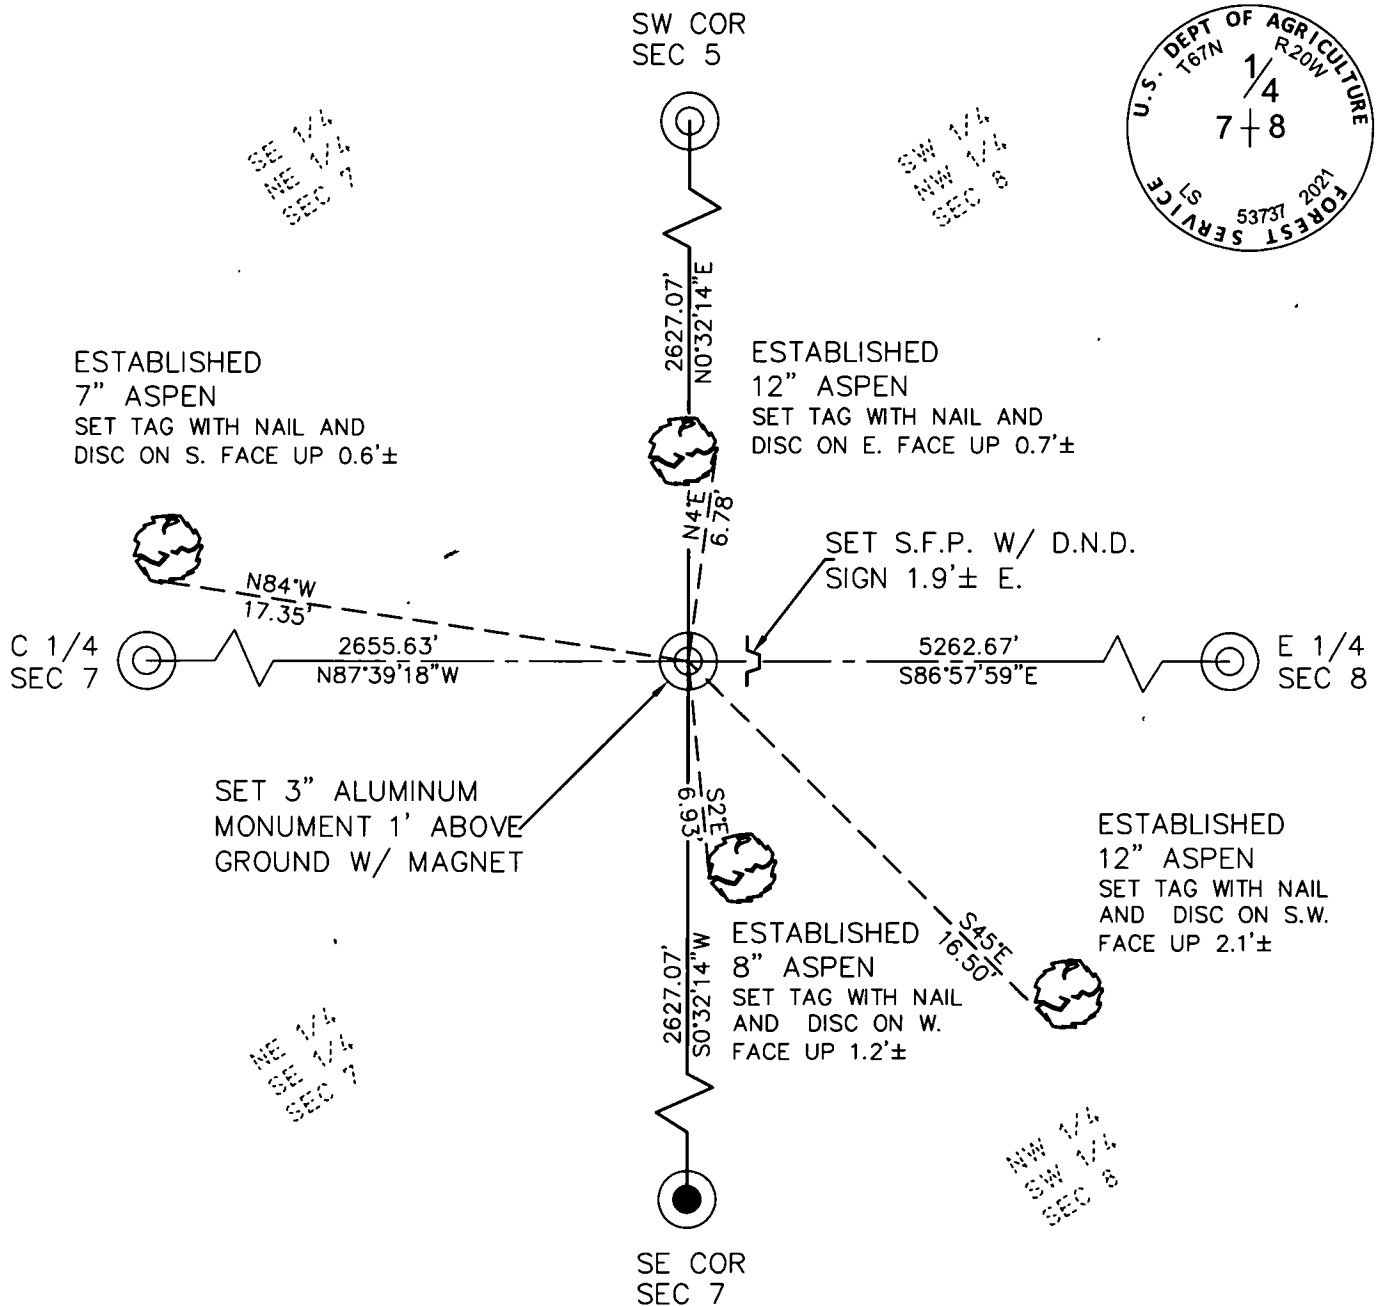 SW COR
SEC 5
U.S. DEPT OF AGRICULTURE
T67N
R20W
1/4
7 8
LS
53737
2021
FOREST SERVICE
SE 1/4
NE 1/4
SEC 7
SW 1/4
NW 1/4
SEC 8
2627.07'
N0°32'14"E
ESTABLISHED
7" ASPEN
SET TAG WITH NAIL AND
DISC ON S. FACE UP 0.6'±
ESTABLISHED
12" ASPEN
SET TAG WITH NAIL AND
DISC ON E. FACE UP 0.7'±
N4°E
6.78'
SET S.F.P. W/ D.N.D.
SIGN 1.9'± E.
N84°W
17.35'
C 1/4
SEC 7
2655.63'
N87°39'18"W
5262.67'
S86°57'59"E
E 1/4
SEC 8
SET 3" ALUMINUM
MONUMENT 1' ABOVE
GROUND W/ MAGNET
S2°E
6.93'
ESTABLISHED
12" ASPEN
SET TAG WITH NAIL
AND DISC ON S.W.
FACE UP 2.1'±
S45°E
16.50'
ESTABLISHED
8" ASPEN
SET TAG WITH NAIL
AND DISC ON W.
FACE UP 1.2'±
2627.07'
S0°32'14"W
NE 1/4
SE 1/4
SEC 7
NW 1/4
SW 1/4
SEC 8
SE COR
SEC 7